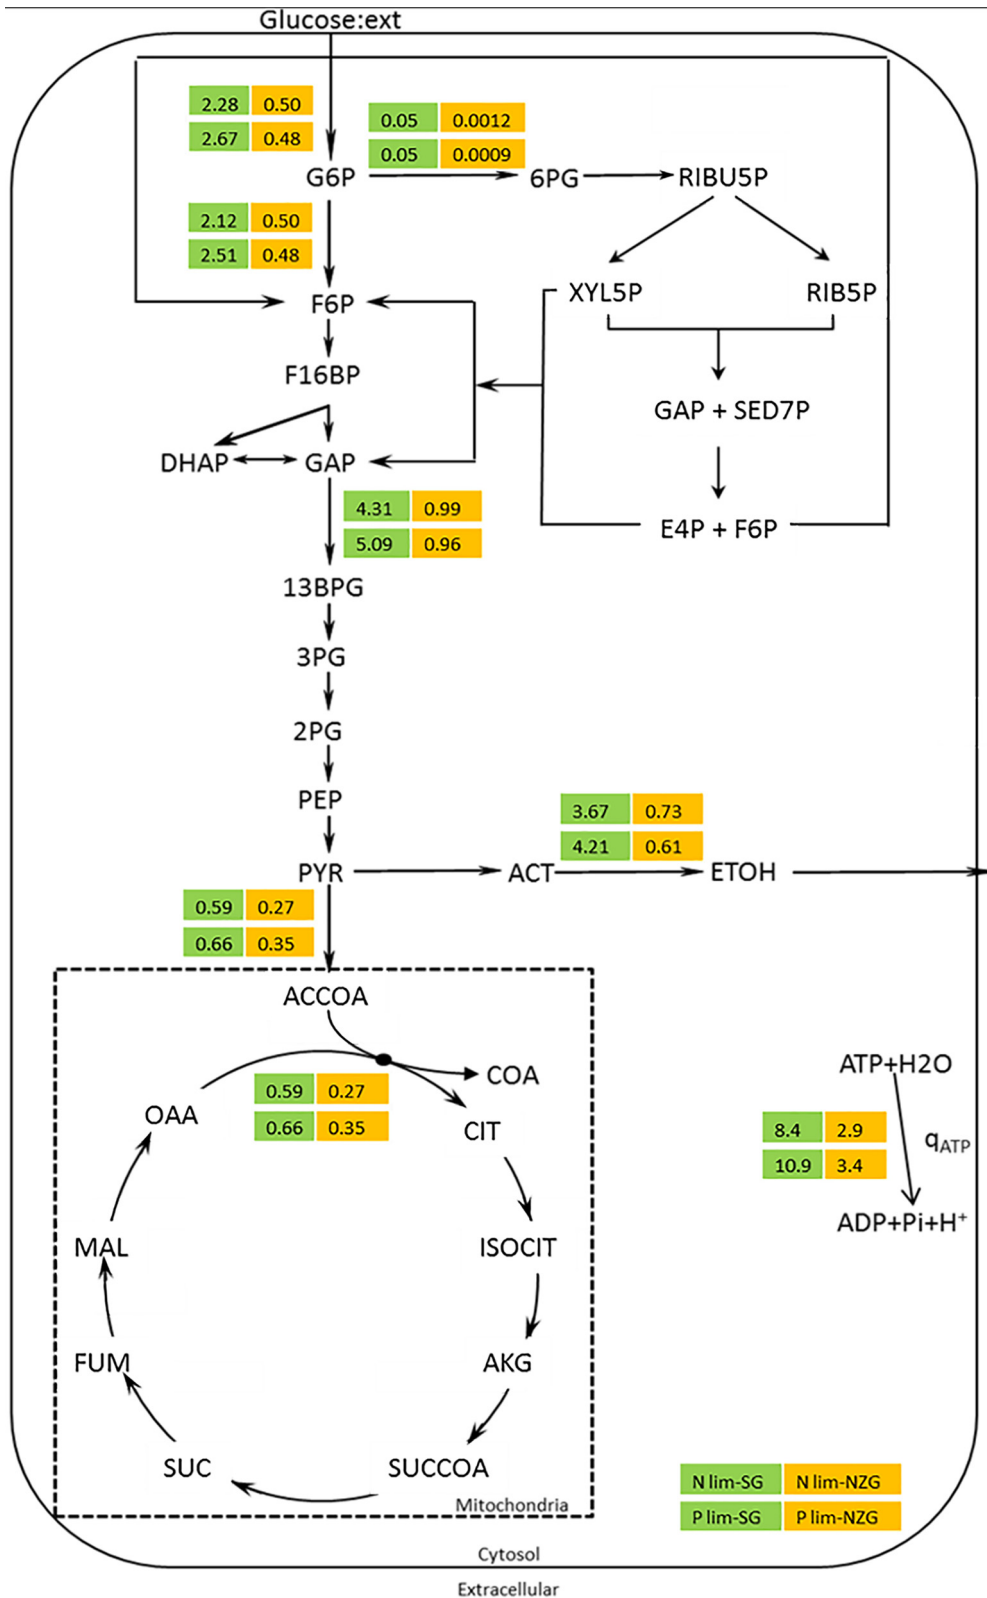 Glucose:ext
2.28 0.50
2.67 0.48
0.05 0.0012
0.05 0.0009
G6P
6PG
RIBU5P
2.12 0.50
2.51 0.48
F6P
XYL5P
RIB5P
F16BP
GAP + SED7P
DHAP
GAP
4.31 0.99
5.09 0.96
E4P + F6P
13BPG
3PG
2PG
PEP
3.67 0.73
4.21 0.61
PYR
ACT
ETOH
0.59 0.27
0.66 0.35
ACCOA
COA
0.59 0.27
0.66 0.35
OAA
CIT
ATP+H2O
8.4 2.9
10.9 3.4
qATP
ADP+Pi+H⁺
MAL
ISOCIT
FUM
AKG
SUC
SUCCOA
Mitochondria
N lim-SG N lim-NZG
P lim-SG P lim-NZG
Cytosol
Extracellular